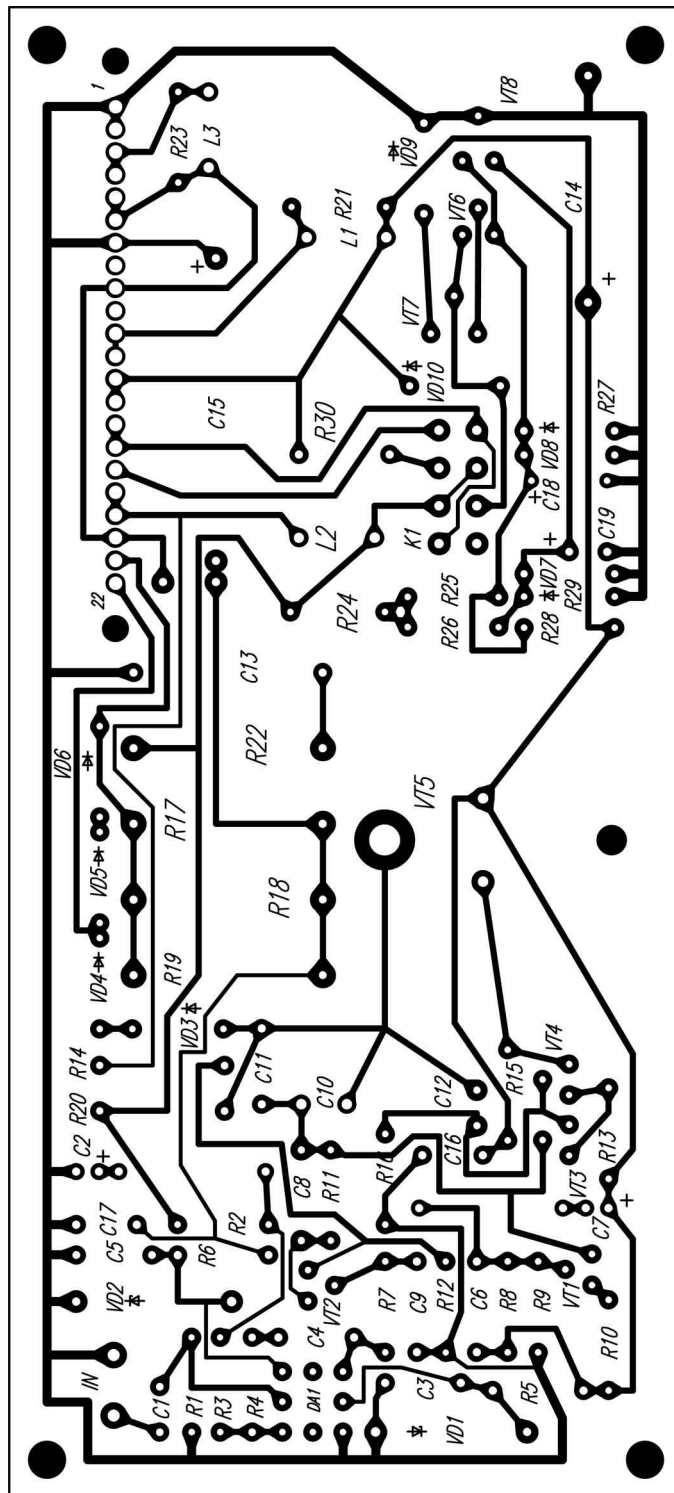 1
VT8
R23
L3
VD9
R21
L1
VT6
C14
+
VT7
+
VD10
C15
R30
R27
VD8
C18
+
L2
K1
C19
+
22
R24
R25
R26
VD7
R28
R29
C13
VD6
R22
R17
VT5
VD5
R18
VD4
R19
VD3
R14
C11
VT4
R15
C10
C12
R20
C2
+
C16
R13
C8
R11
VT3
C17
R2
C7
+
C5
R6
VT2
R7
C9
R12
C6
R8
R9
VT1
VD2
C4
R10
IN
C1
R1
R3
R4
DA1
C3
R5
VD1